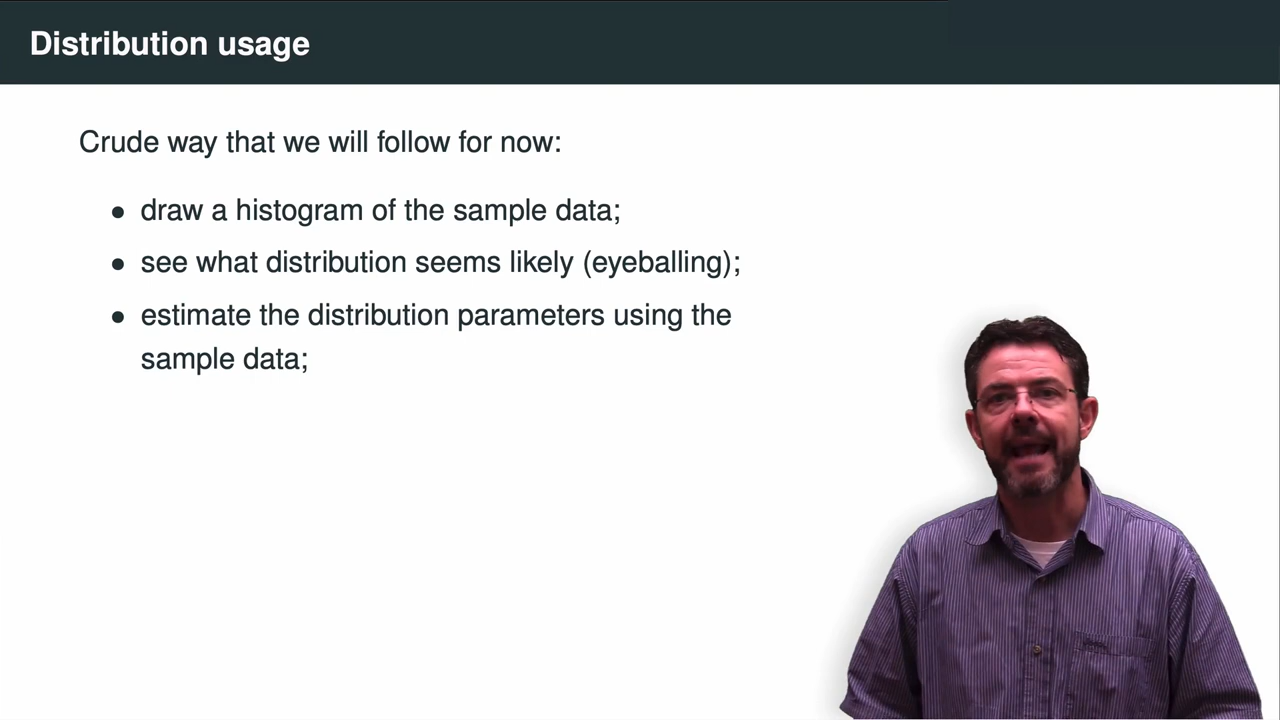 Distribution usage
Crude way that we will follow for now:
• draw a histogram of the sample data;
• see what distribution seems likely (eyeballing);
• estimate the distribution parameters using the
sample data;